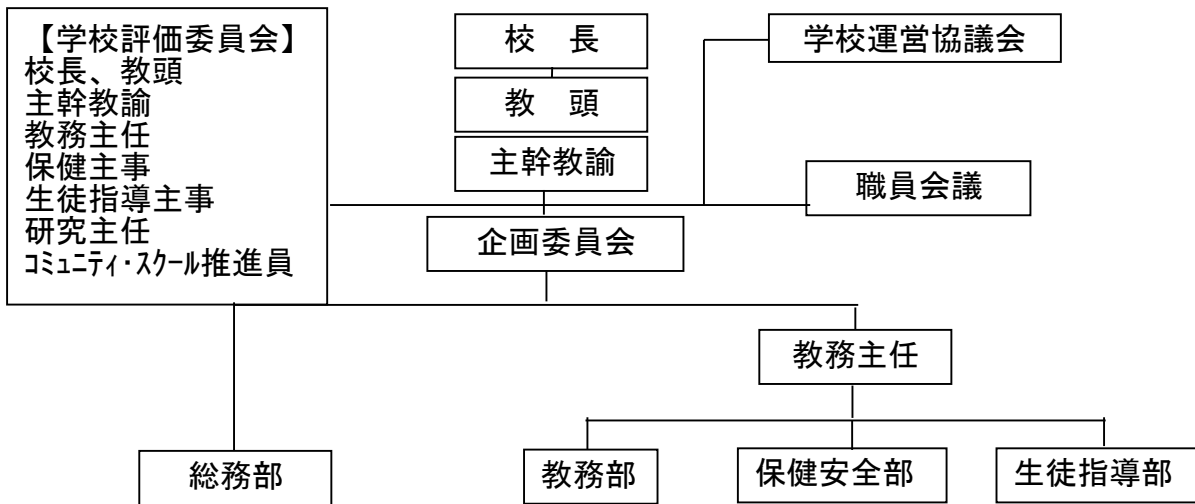 【学校評価委員会】
校長、教頭
主幹教諭
教務主任
保健主事
生徒指導主事
研究主任
ｺﾐｭﾆﾃｨ・ｽｸｰﾙ推進員
校　長
教　頭
主幹教諭
学校運営協議会
職員会議
企画委員会
教務主任
総務部
教務部
保健安全部
生徒指導部